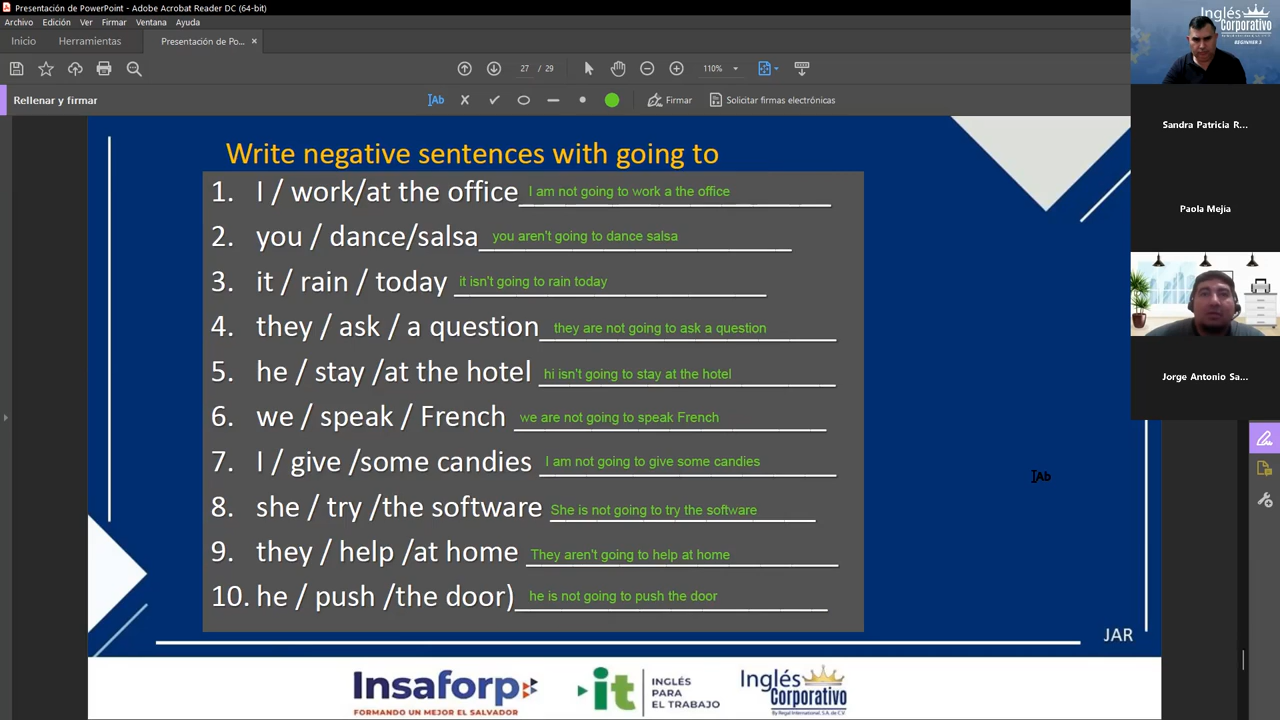 Presentación de PowerPoint - Adobe Acrobat Reader DC (64-bit)
Archivo Edición Ver Firmar Ventana Ayuda
Inicio Herramientas Presentación de Po... ×
27 / 29 110%
Rellenar y firmar
Ab Firmar Solicitar firmas electrónicas
Write negative sentences with going to
1. I / work/at the office I am not going to work a the office
2. you / dance/salsa you aren't going to dance salsa
3. it / rain / today it isn't going to rain today
4. they / ask / a question they are not going to ask a question
5. he / stay /at the hotel hi isn't going to stay at the hotel
6. we / speak / French we are not going to speak French
7. I / give /some candies I am not going to give some candies
8. she / try /the software She is not going to try the software
9. they / help /at home They aren't going to help at home
10. he / push /the door) he is not going to push the door
Ab
JAR
Insaforp
FORMANDO UN MEJOR EL SALVADOR
it
INGLÉS
PARA
EL TRABAJO
Inglés
Corporativo
By Regal International, S.A. de C.V.
Inglés
Corporativo
BEGINNER 2
Sandra Patricia R...
Paola Mejia
Jorge Antonio Sa...